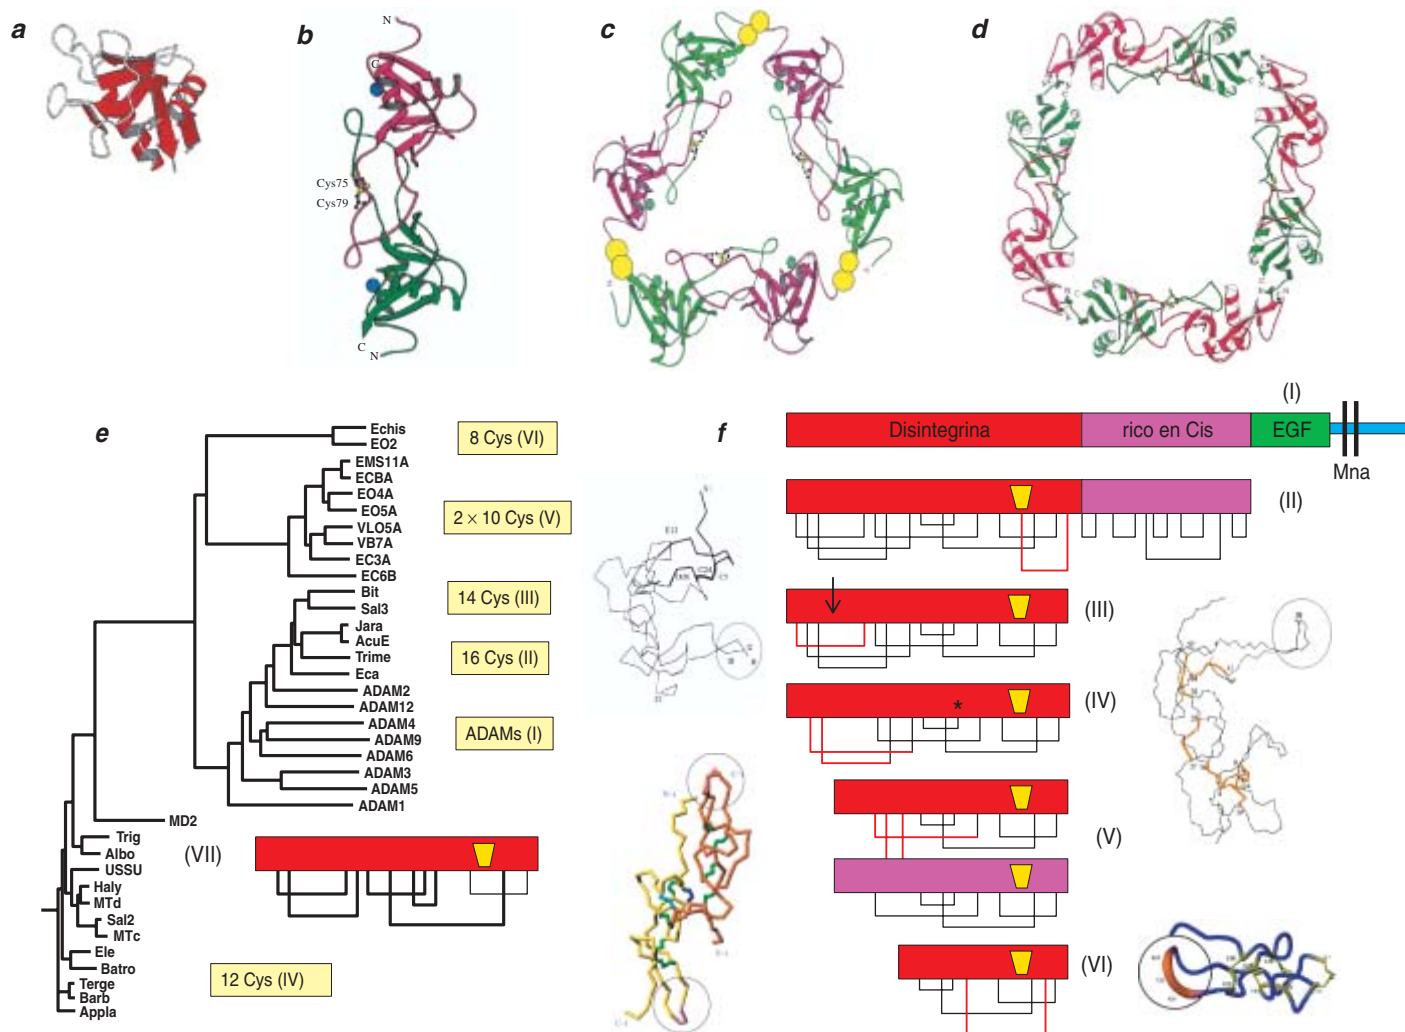 a
b
c
d
N
C
Cys75
Cys79
C
N
e
Echis
EO2
EMS11A
ECBA
EO4A
EO5A
VLO5A
VB7A
EC3A
EC6B
Bit
Sal3
Jara
AcuE
Trime
Eca
ADAM2
ADAM12
ADAM4
ADAM9
ADAM6
ADAM3
ADAM5
ADAM1
MD2
Trig
Albo
USSU
Haly
MTd
Sal2
MTc
Ele
Batro
Terge
Barb
Appla
8 Cys (VI)
2 × 10 Cys (V)
14 Cys (III)
16 Cys (II)
ADAMs (I)
(VII)
12 Cys (IV)
f
(I)
Disintegrina
rico en Cis
EGF
Mna
(II)
(III)
(IV)
*
(V)
(VI)